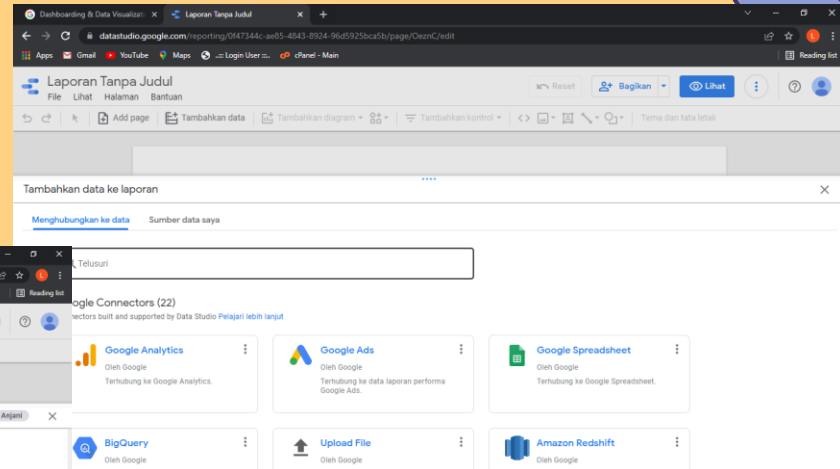 Dashboarding & Data Visualizati
Laporan Tanpa Judul
datastudio.google.com/reporting/0f47344c-ae85-4843-8924-96d5925bca5b/page/OeznC/edit
Apps Gmail YouTube Maps .::: Login User :::. cPanel - Main Reading list
Laporan Tanpa Judul
File Lihat Halaman Bantuan
Reset Bagikan Lihat
Add page Tambahkan data Tambahkan diagram Tambahkan kontrol Tema dan tata letak
Tambahkan data ke laporan
Menghubungkan ke data Sumber data saya
Telusuri
Reading list
ogle Connectors (22)
nectors built and supported by Data Studio Pelajari lebih lanjut
Google Analytics
Oleh Google
Terhubung ke Google Analytics.
Google Ads
Oleh Google
Terhubung ke data laporan performa
Google Ads.
Google Spreadsheet
Oleh Google
Terhubung ke Google Spreadsheet.
Anjani
BigQuery
Oleh Google
Upload File
Oleh Google
Amazon Redshift
Oleh Google